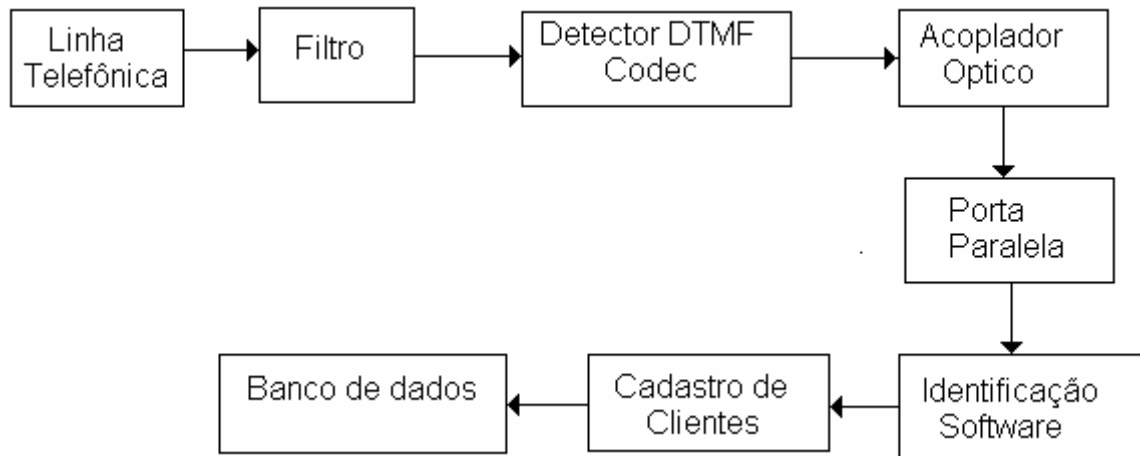 Linha
Telefônica
Filtro
Detector DTMF
Codec
Acoplador
Optico
Porta
Paralela
Banco de dados
Cadastro de
Clientes
Identificação
Software